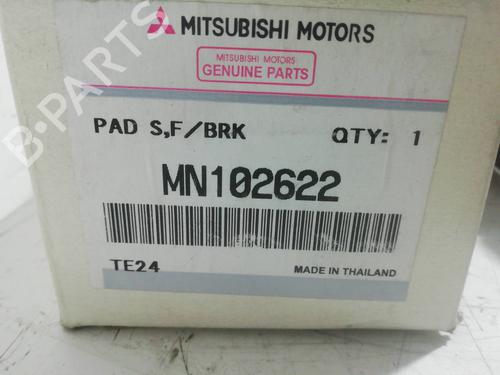 MITSUBISHI MOTORS
MITSUBISHI MOTORS
GENUINE PARTS
PAD S,F/BRK QTY: 1
MN102622
TE24 MADE IN THAILAND
B-PARTS